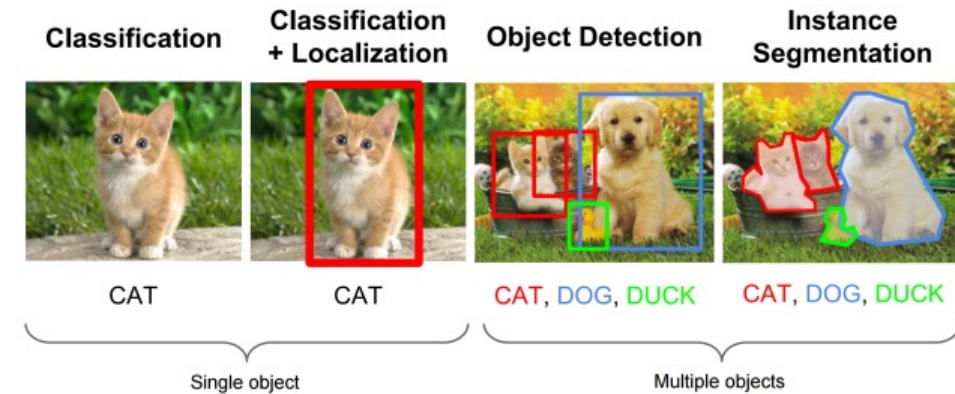 Classification
Classification
+ Localization
Object Detection
Instance
Segmentation
CAT
CAT
CAT, DOG, DUCK
CAT, DOG, DUCK
Single object
Multiple objects